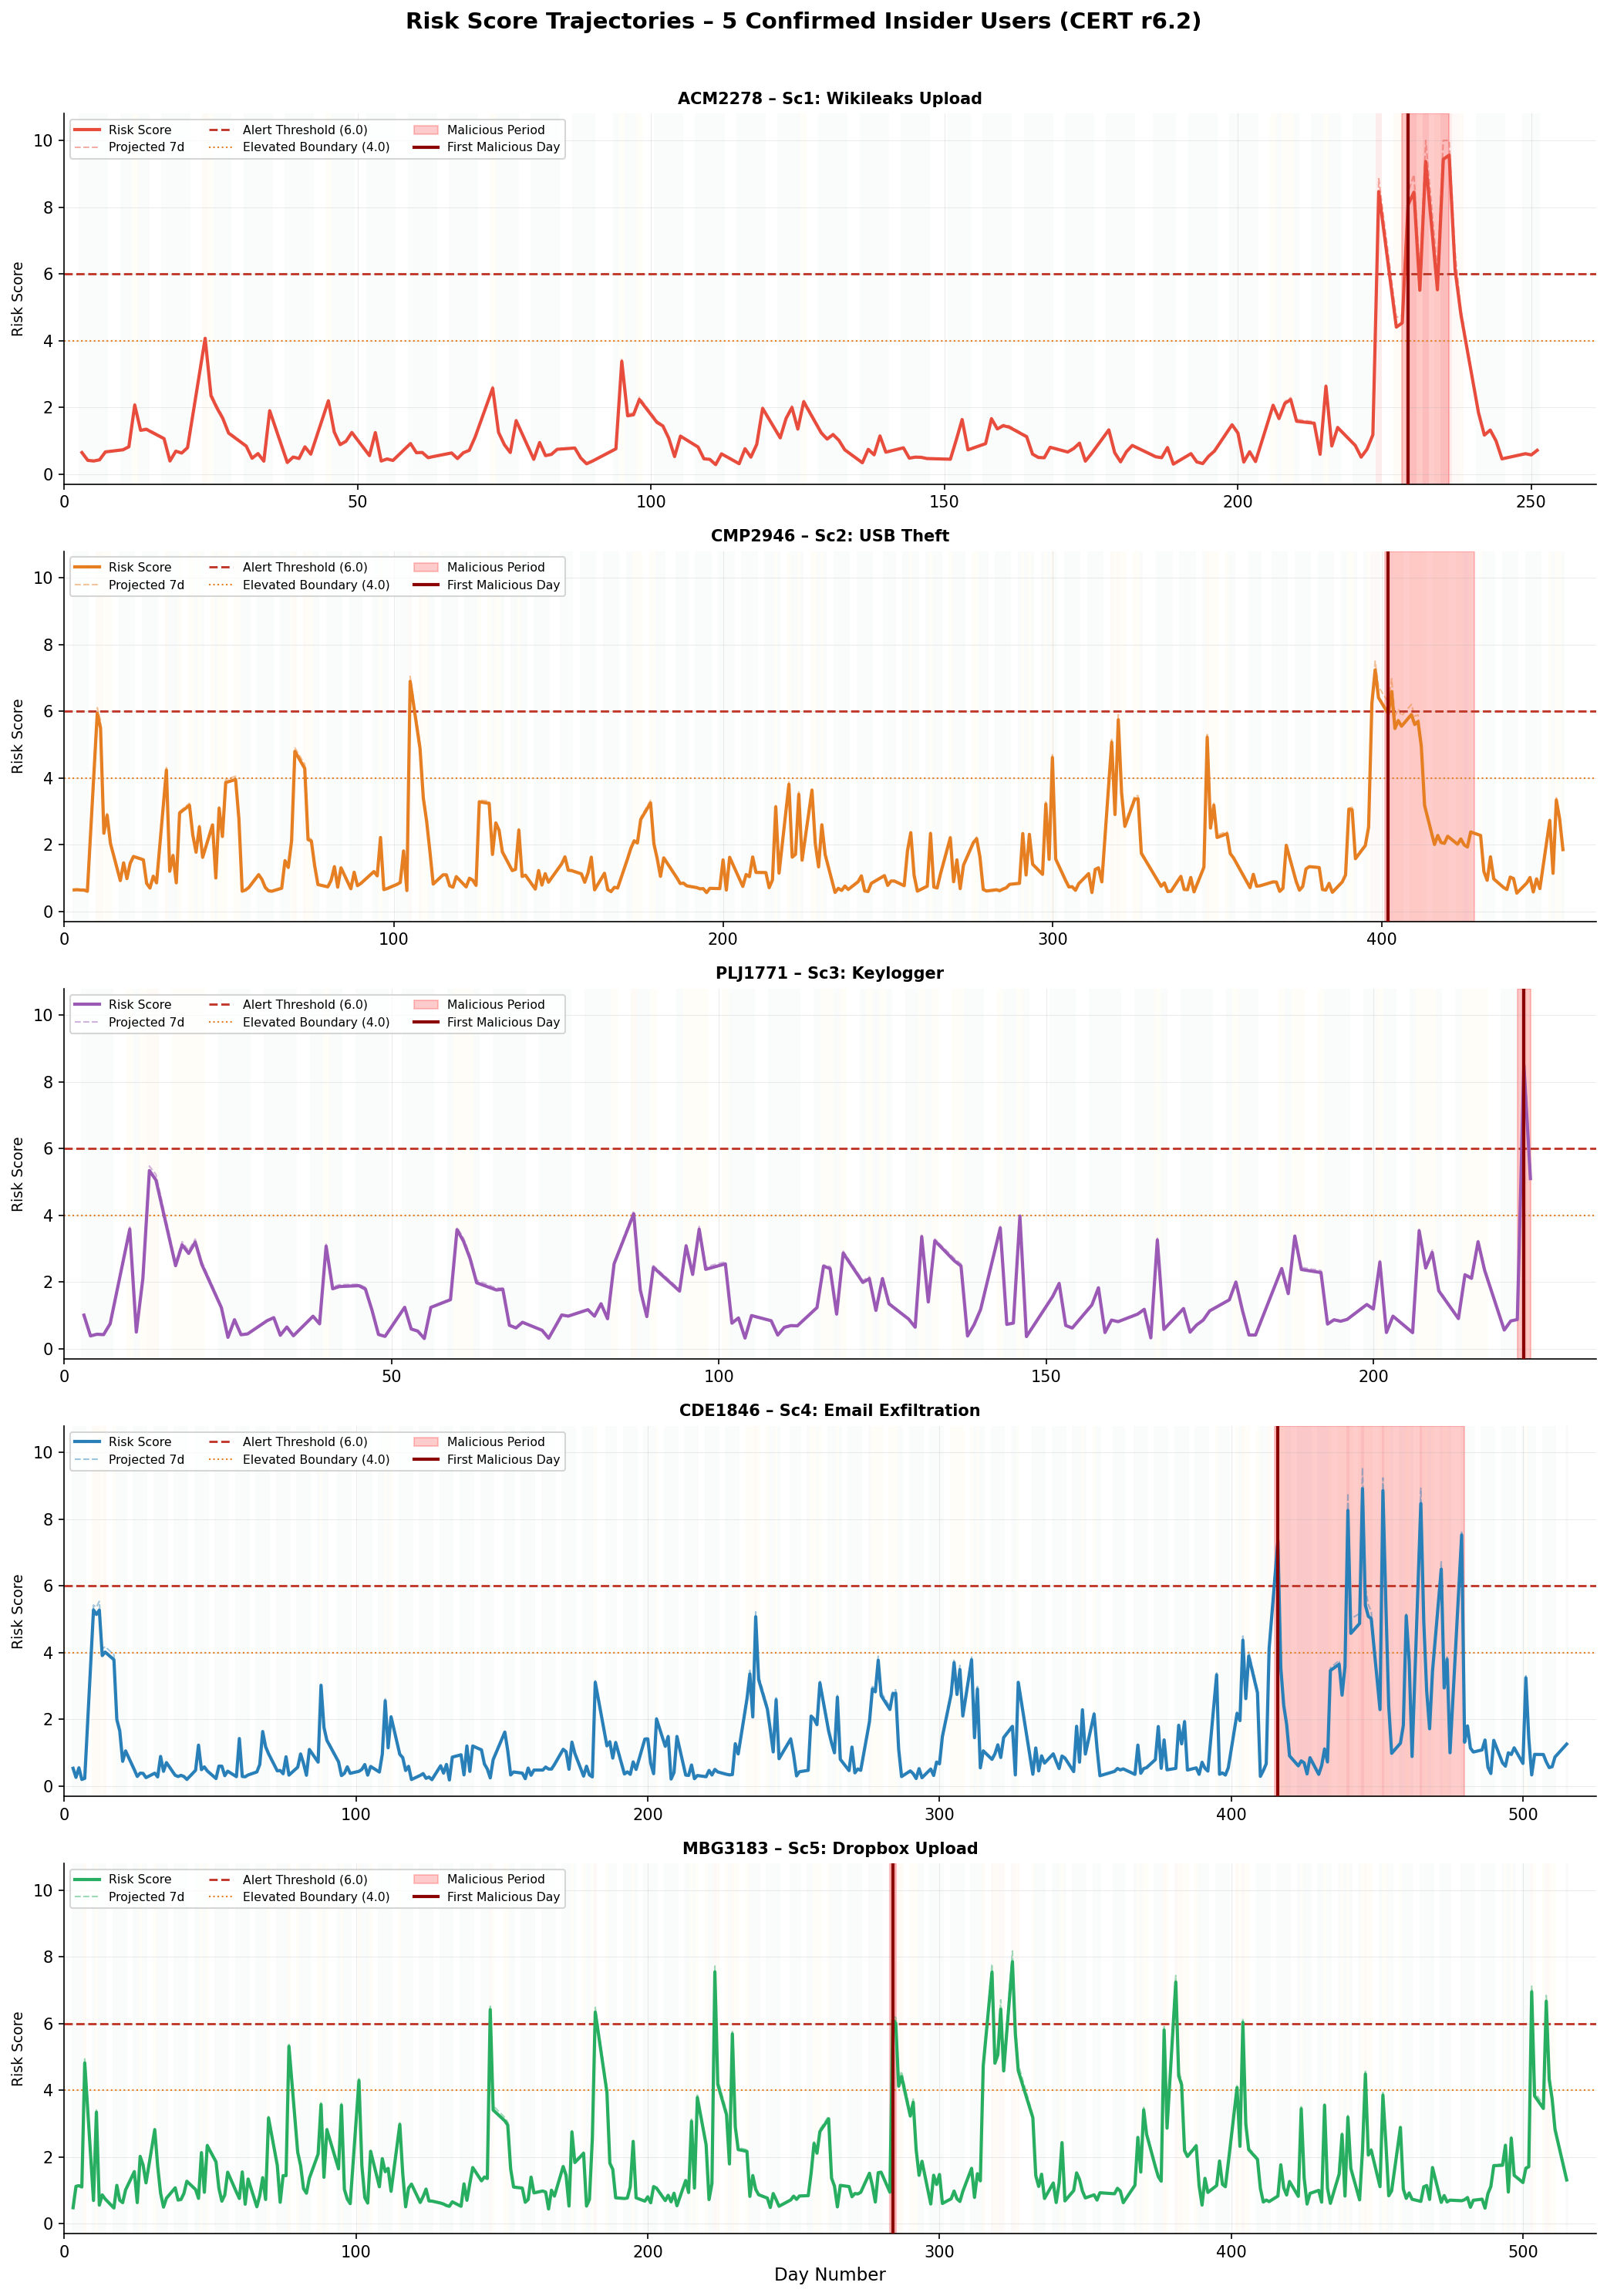 Risk Score Trajectories – 5 Confirmed Insider Users (CERT r6.2)
ACM2278 – Sc1: Wikileaks Upload
Risk Score
Projected 7d
Alert Threshold (6.0)
Elevated Boundary (4.0)
Malicious Period
First Malicious Day
10
8
6
4
2
0
Risk Score
0 50 100 150 200 250
CMP2946 – Sc2: USB Theft
Risk Score
Projected 7d
Alert Threshold (6.0)
Elevated Boundary (4.0)
Malicious Period
First Malicious Day
10
8
6
4
2
0
Risk Score
0 100 200 300 400
PLJ1771 – Sc3: Keylogger
Risk Score
Projected 7d
Alert Threshold (6.0)
Elevated Boundary (4.0)
Malicious Period
First Malicious Day
10
8
6
4
2
0
Risk Score
0 50 100 150 200
CDE1846 – Sc4: Email Exfiltration
Risk Score
Projected 7d
Alert Threshold (6.0)
Elevated Boundary (4.0)
Malicious Period
First Malicious Day
10
8
6
4
2
0
Risk Score
0 100 200 300 400 500
MBG3183 – Sc5: Dropbox Upload
Risk Score
Projected 7d
Alert Threshold (6.0)
Elevated Boundary (4.0)
Malicious Period
First Malicious Day
10
8
6
4
2
0
Risk Score
0 100 200 300 400 500
Day Number